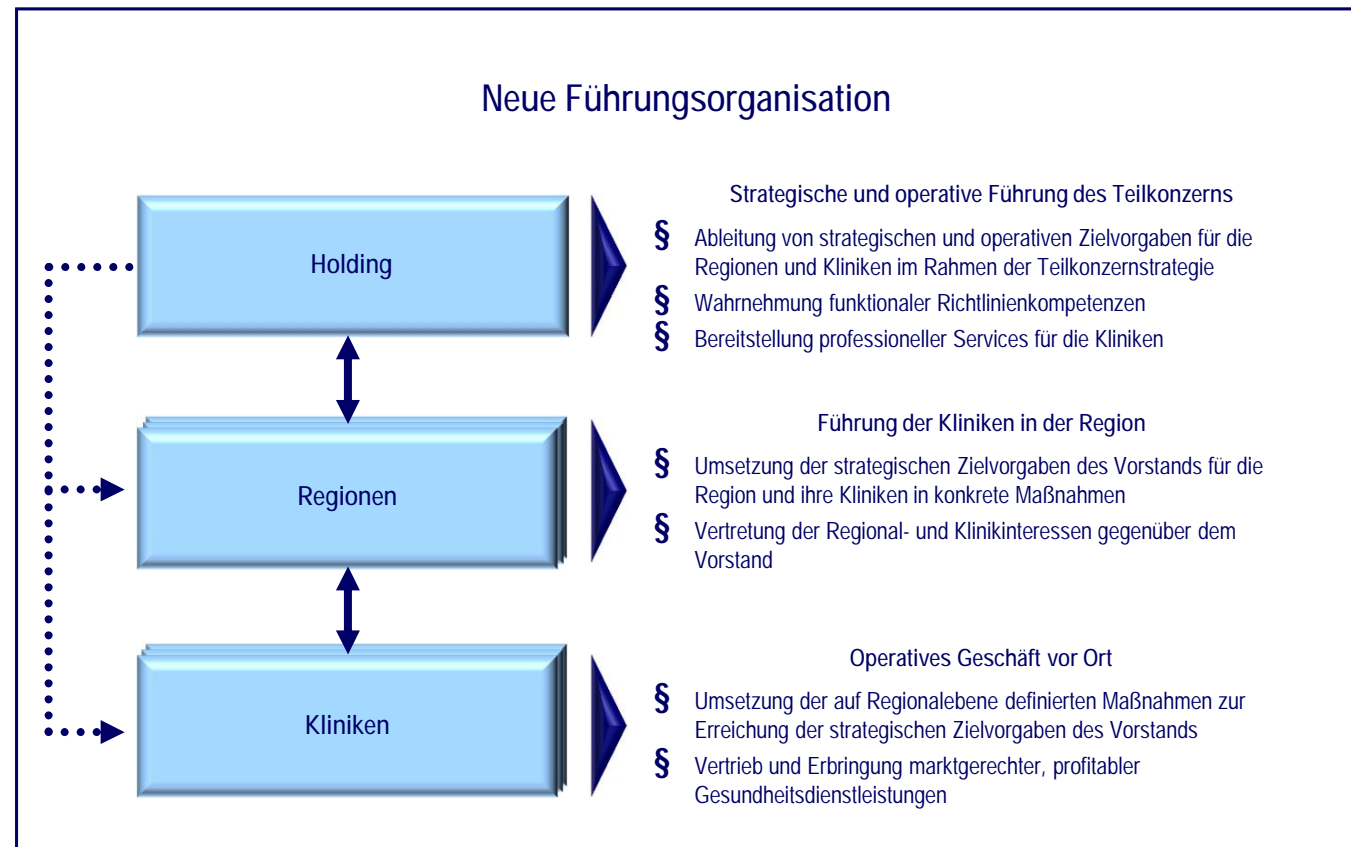 Neue Führungsorganisation
Holding
Strategische und operative Führung des Teilkonzerns
§ Ableitung von strategischen und operativen Zielvorgaben für die
Regionen und Kliniken im Rahmen der Teilkonzernstrategie
§ Wahrnehmung funktionaler Richtlinienkompetenzen
§ Bereitstellung professioneller Services für die Kliniken
Regionen
Führung der Kliniken in der Region
§ Umsetzung der strategischen Zielvorgaben des Vorstands für die
Region und ihre Kliniken in konkrete Maßnahmen
§ Vertretung der Regional- und Klinikinteressen gegenüber dem
Vorstand
Kliniken
Operatives Geschäft vor Ort
§ Umsetzung der auf Regionalebene definierten Maßnahmen zur
Erreichung der strategischen Zielvorgaben des Vorstands
§ Vertrieb und Erbringung marktgerechter, profitabler
Gesundheitsdienstleistungen